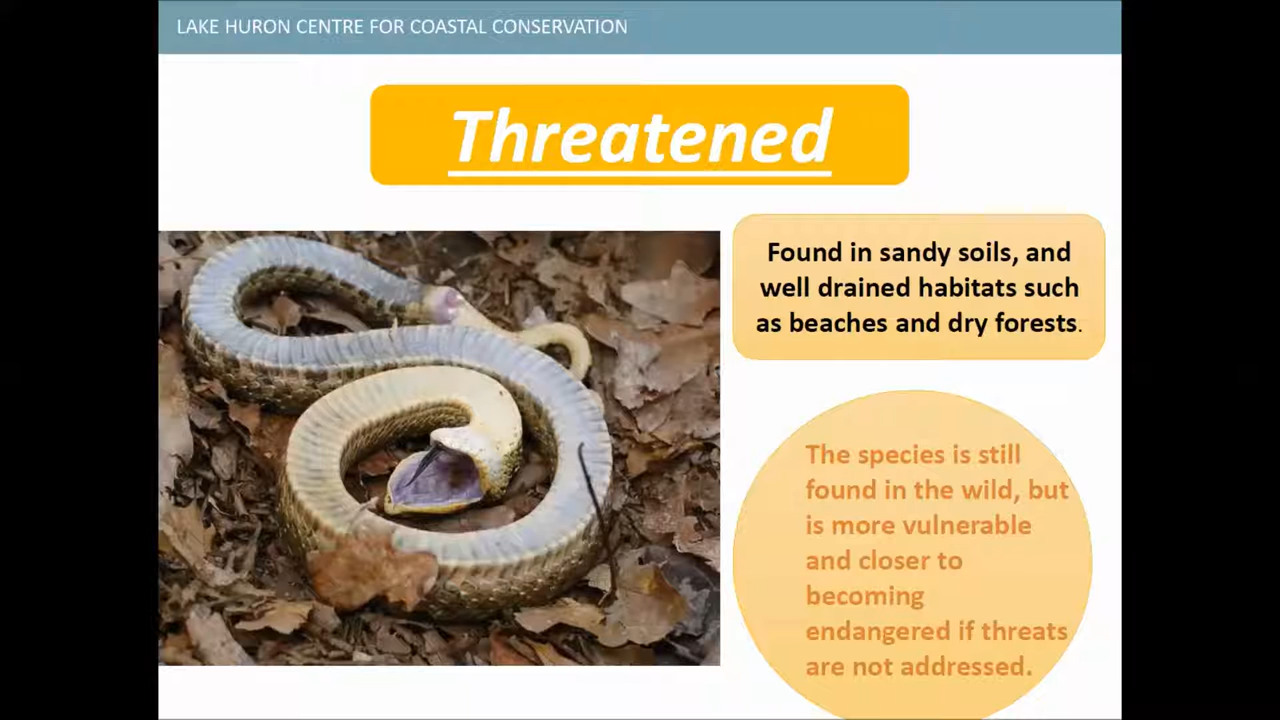 LAKE HURON CENTRE FOR COASTAL CONSERVATION
Threatened
Found in sandy soils, and
well drained habitats such
as beaches and dry forests.
The species is still
found in the wild, but
is more vulnerable
and closer to
becoming
endangered if threats
are not addressed.